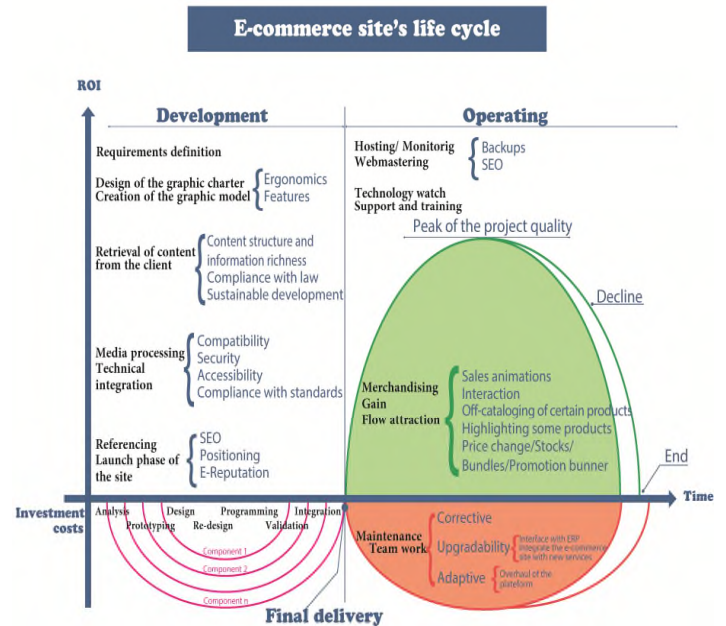 E-commerce site's life cycle
ROI
Development
Operating
Requirements definition
Design of the graphic charter
Creation of the graphic model
Ergonomics
Features
Retrieval of content
from the client
Content structure and
information richness
Compliance with law
Sustainable development
Media processing
Technical
integration
Compatibility
Security
Accessibility
Compliance with standards
Referencing
Launch phase of
the site
SEO
Positioning
E-Reputation
Hosting/ Monitorig
Webmastering
Backups
SEO
Technology watch
Support and training
Peak of the project quality
Decline
Merchandising
Gain
Flow attraction
Sales animations
Interaction
Off-cataloging of certain products
Highlighting some products
Price change/Stocks/
Bundles/Promotion bunner
End
Time
Investment
costs
Analysis
Design
Programming
Integration
Prototyping
Re-design
Validation
Component 1
Component 2
Component n
Maintenance
Team work
Corrective
Upgradability
Interface with ERP
Integrate the e-commerce
site with new services
Adaptive
Overhaul of the
plateform
Final delivery